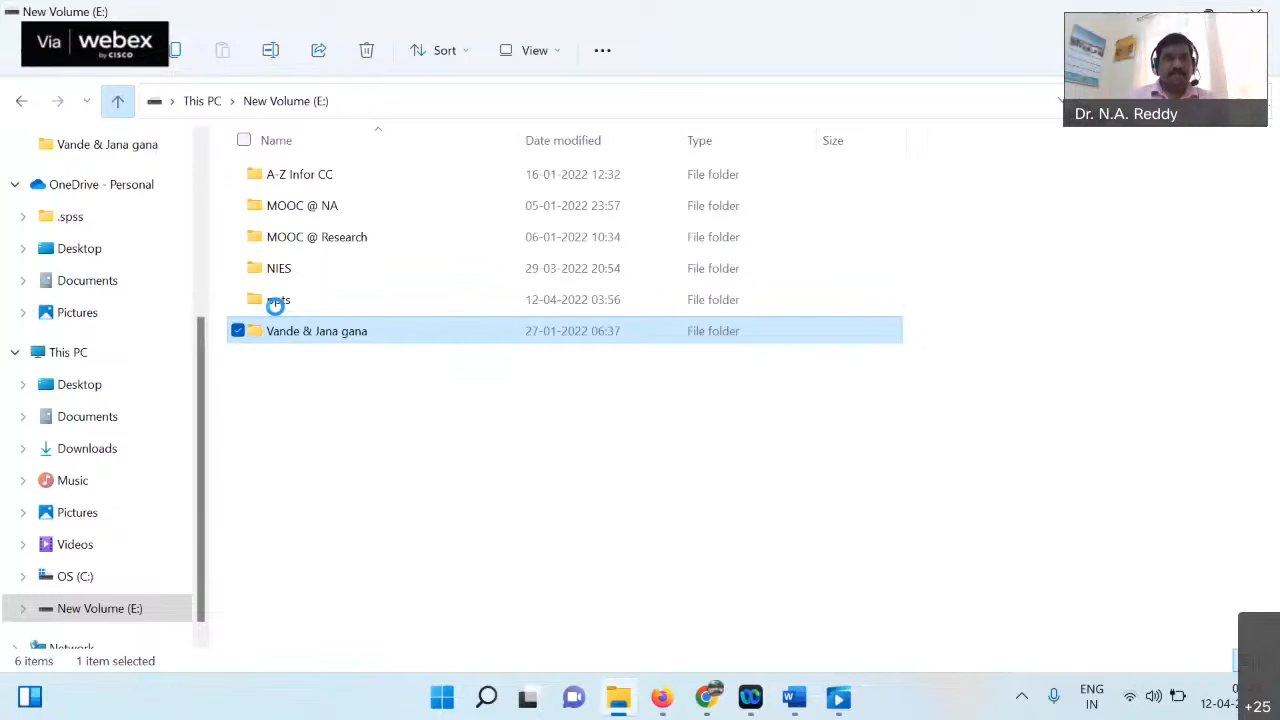 New Volume (E:)
Via webex
by CISCO
Sort
View
This PC
New Volume (E:)
Dr. N.A. Reddy
Name
Date modified
Type
Size
Vande & Jana gana
OneDrive - Personal
.spss
Desktop
Documents
Pictures
This PC
Desktop
Documents
Downloads
Music
Pictures
Videos
OS (C:)
New Volume (E:)
Network
A-Z Infor CC 16-01-2022 12:32 File folder
MOOC @ NA 05-01-2022 23:57 File folder
MOOC @ Research 06-01-2022 10:34 File folder
NIES 29-03-2022 20:54 File folder
ppts 12-04-2022 03:56 File folder
Vande & Jana gana 27-01-2022 06:37 File folder
6 items 1 item selected
ENG
IN
12-04-2
+25